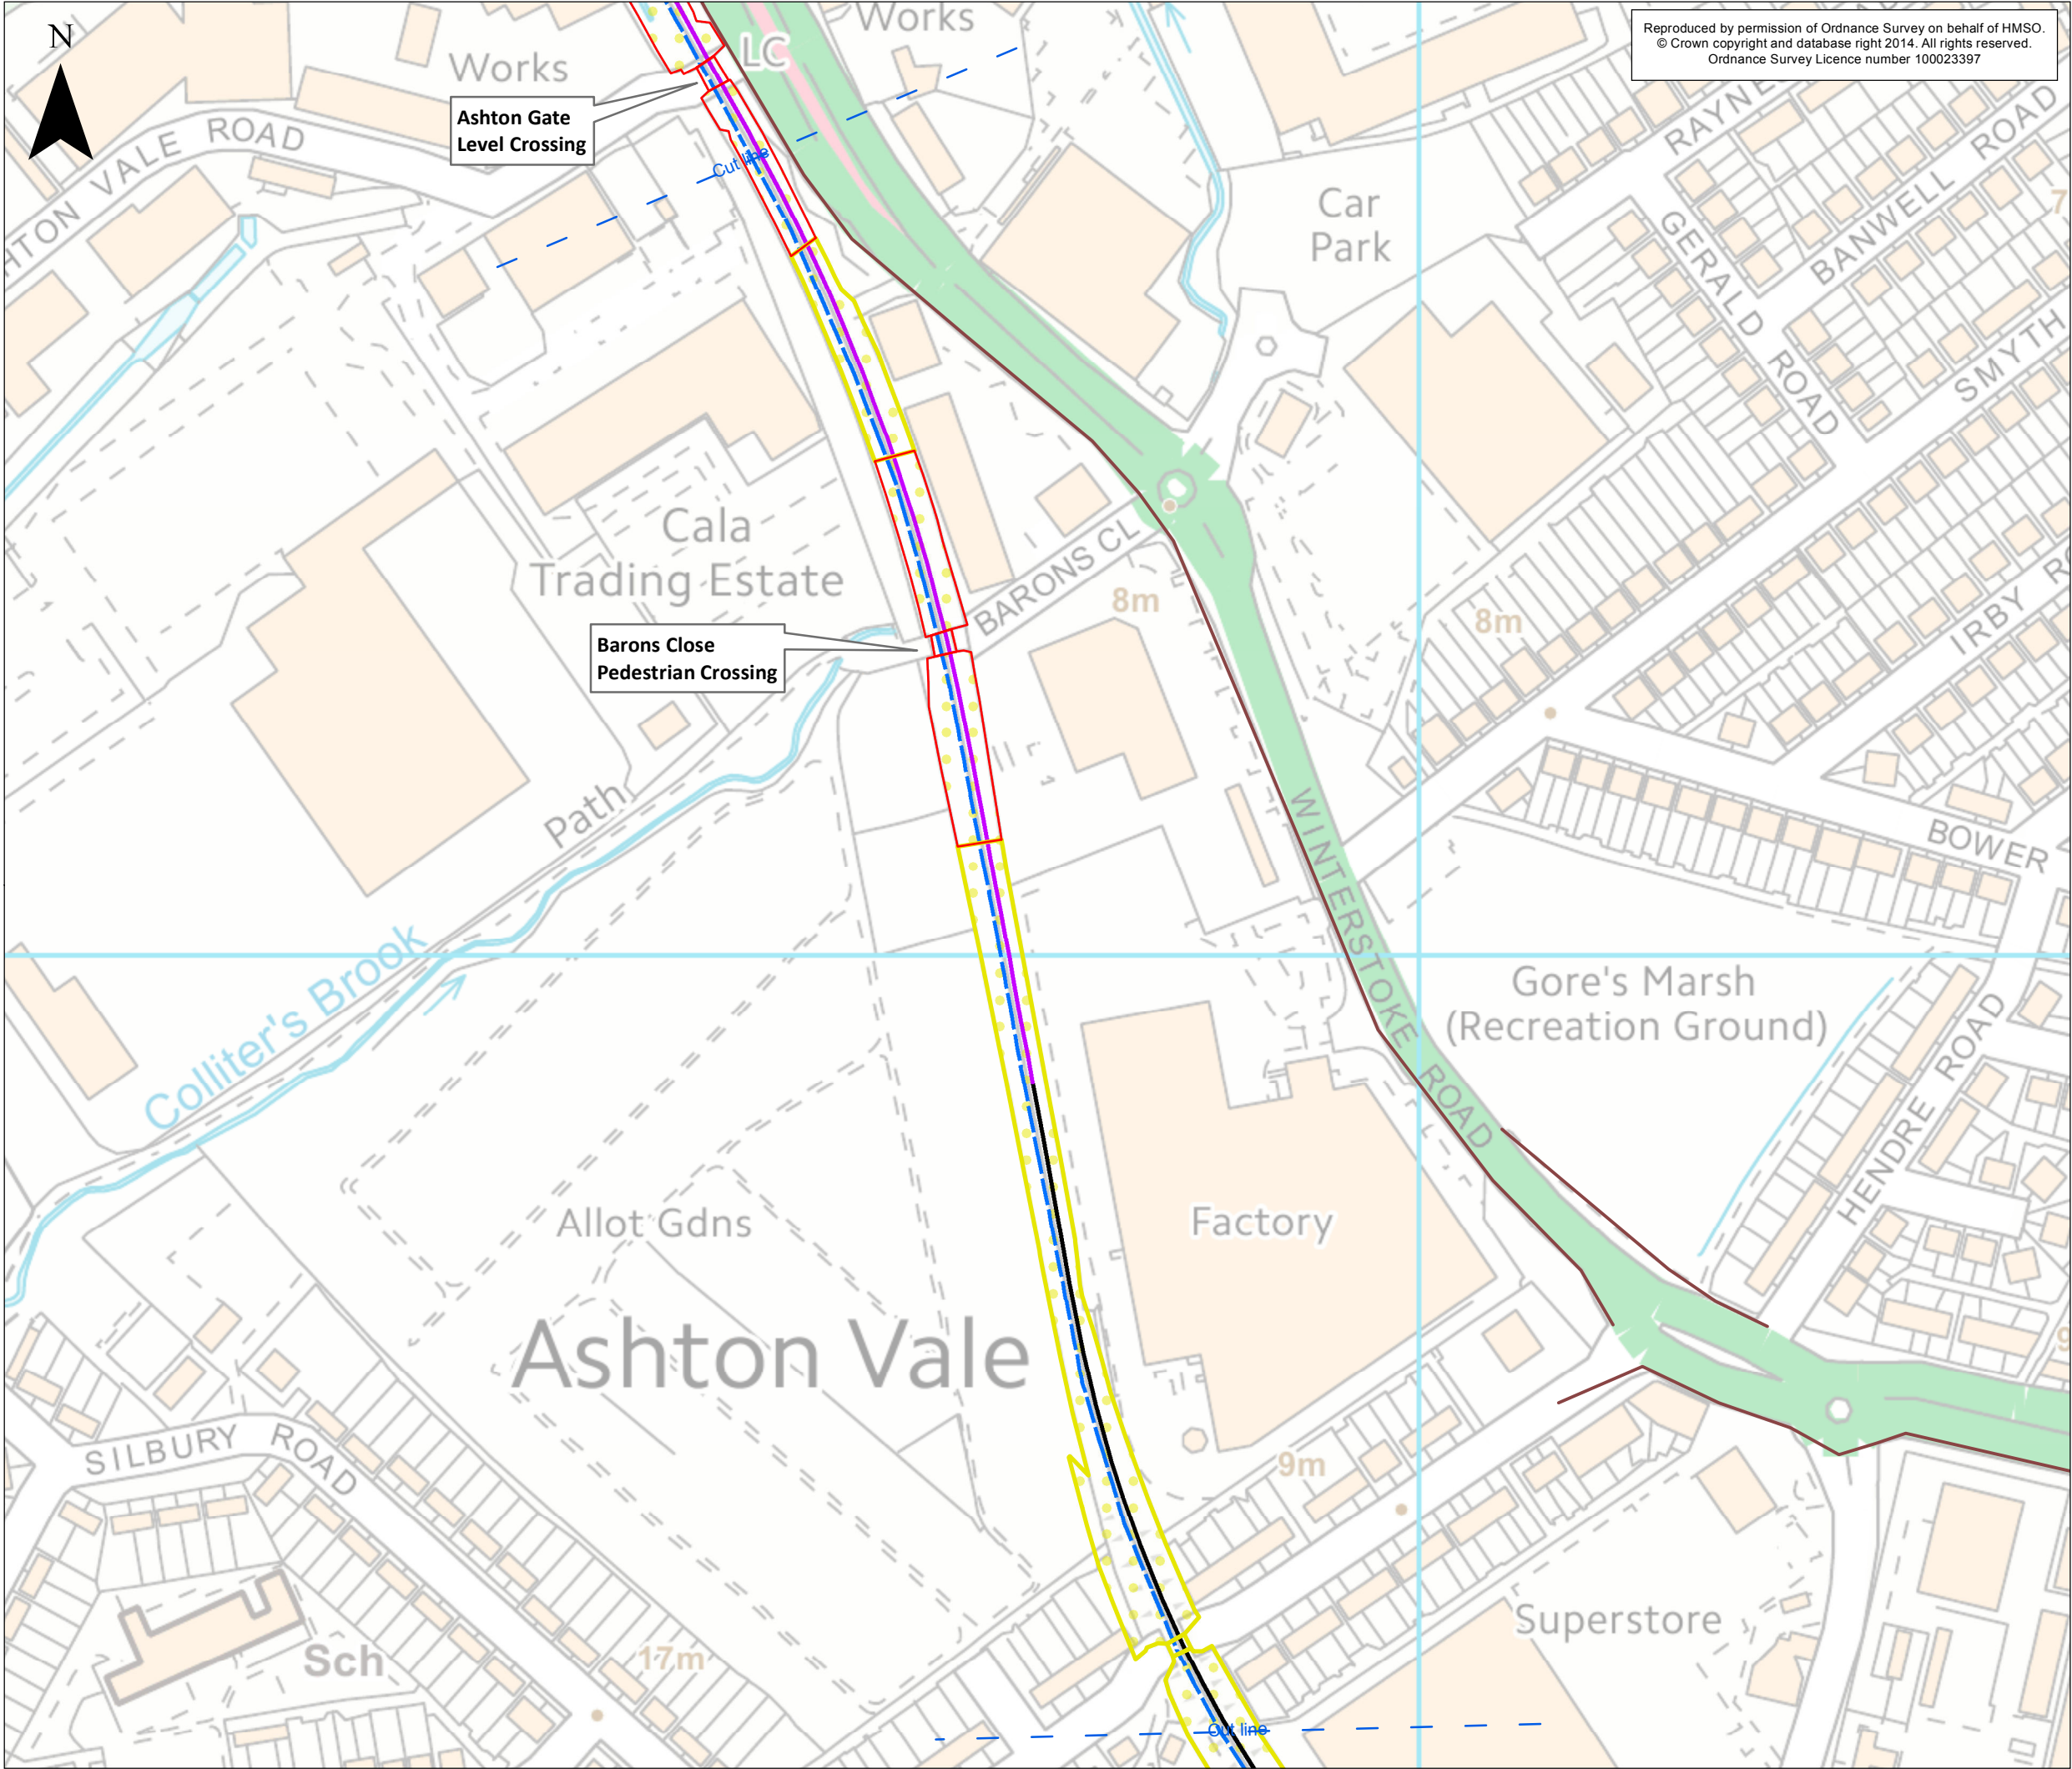 Reproduced by permission of Ordnance Survey on behalf of HMSO.
© Crown copyright and database right 2014. All rights reserved.
Ordnance Survey Licence number 100023397
N
Works
Works
LC
Ashton Gate
Level Crossing
HTON VALE ROAD
Cut line
Car
Park
RAYNE
BANWELL ROAD
GERALD ROAD
SMYTH
7
Cala
Trading Estate
BARONS CL
8m
8m
IRBY R
Barons Close
Pedestrian Crossing
Path
WINTERSTOKE ROAD
BOWER
Colliter's Brook
Gore's Marsh
(Recreation Ground)
HENDRE ROAD
Allot Gdns
Factory
Ashton Vale
9
SILBURY ROAD
9m
Superstore
Sch
17m
Cut line